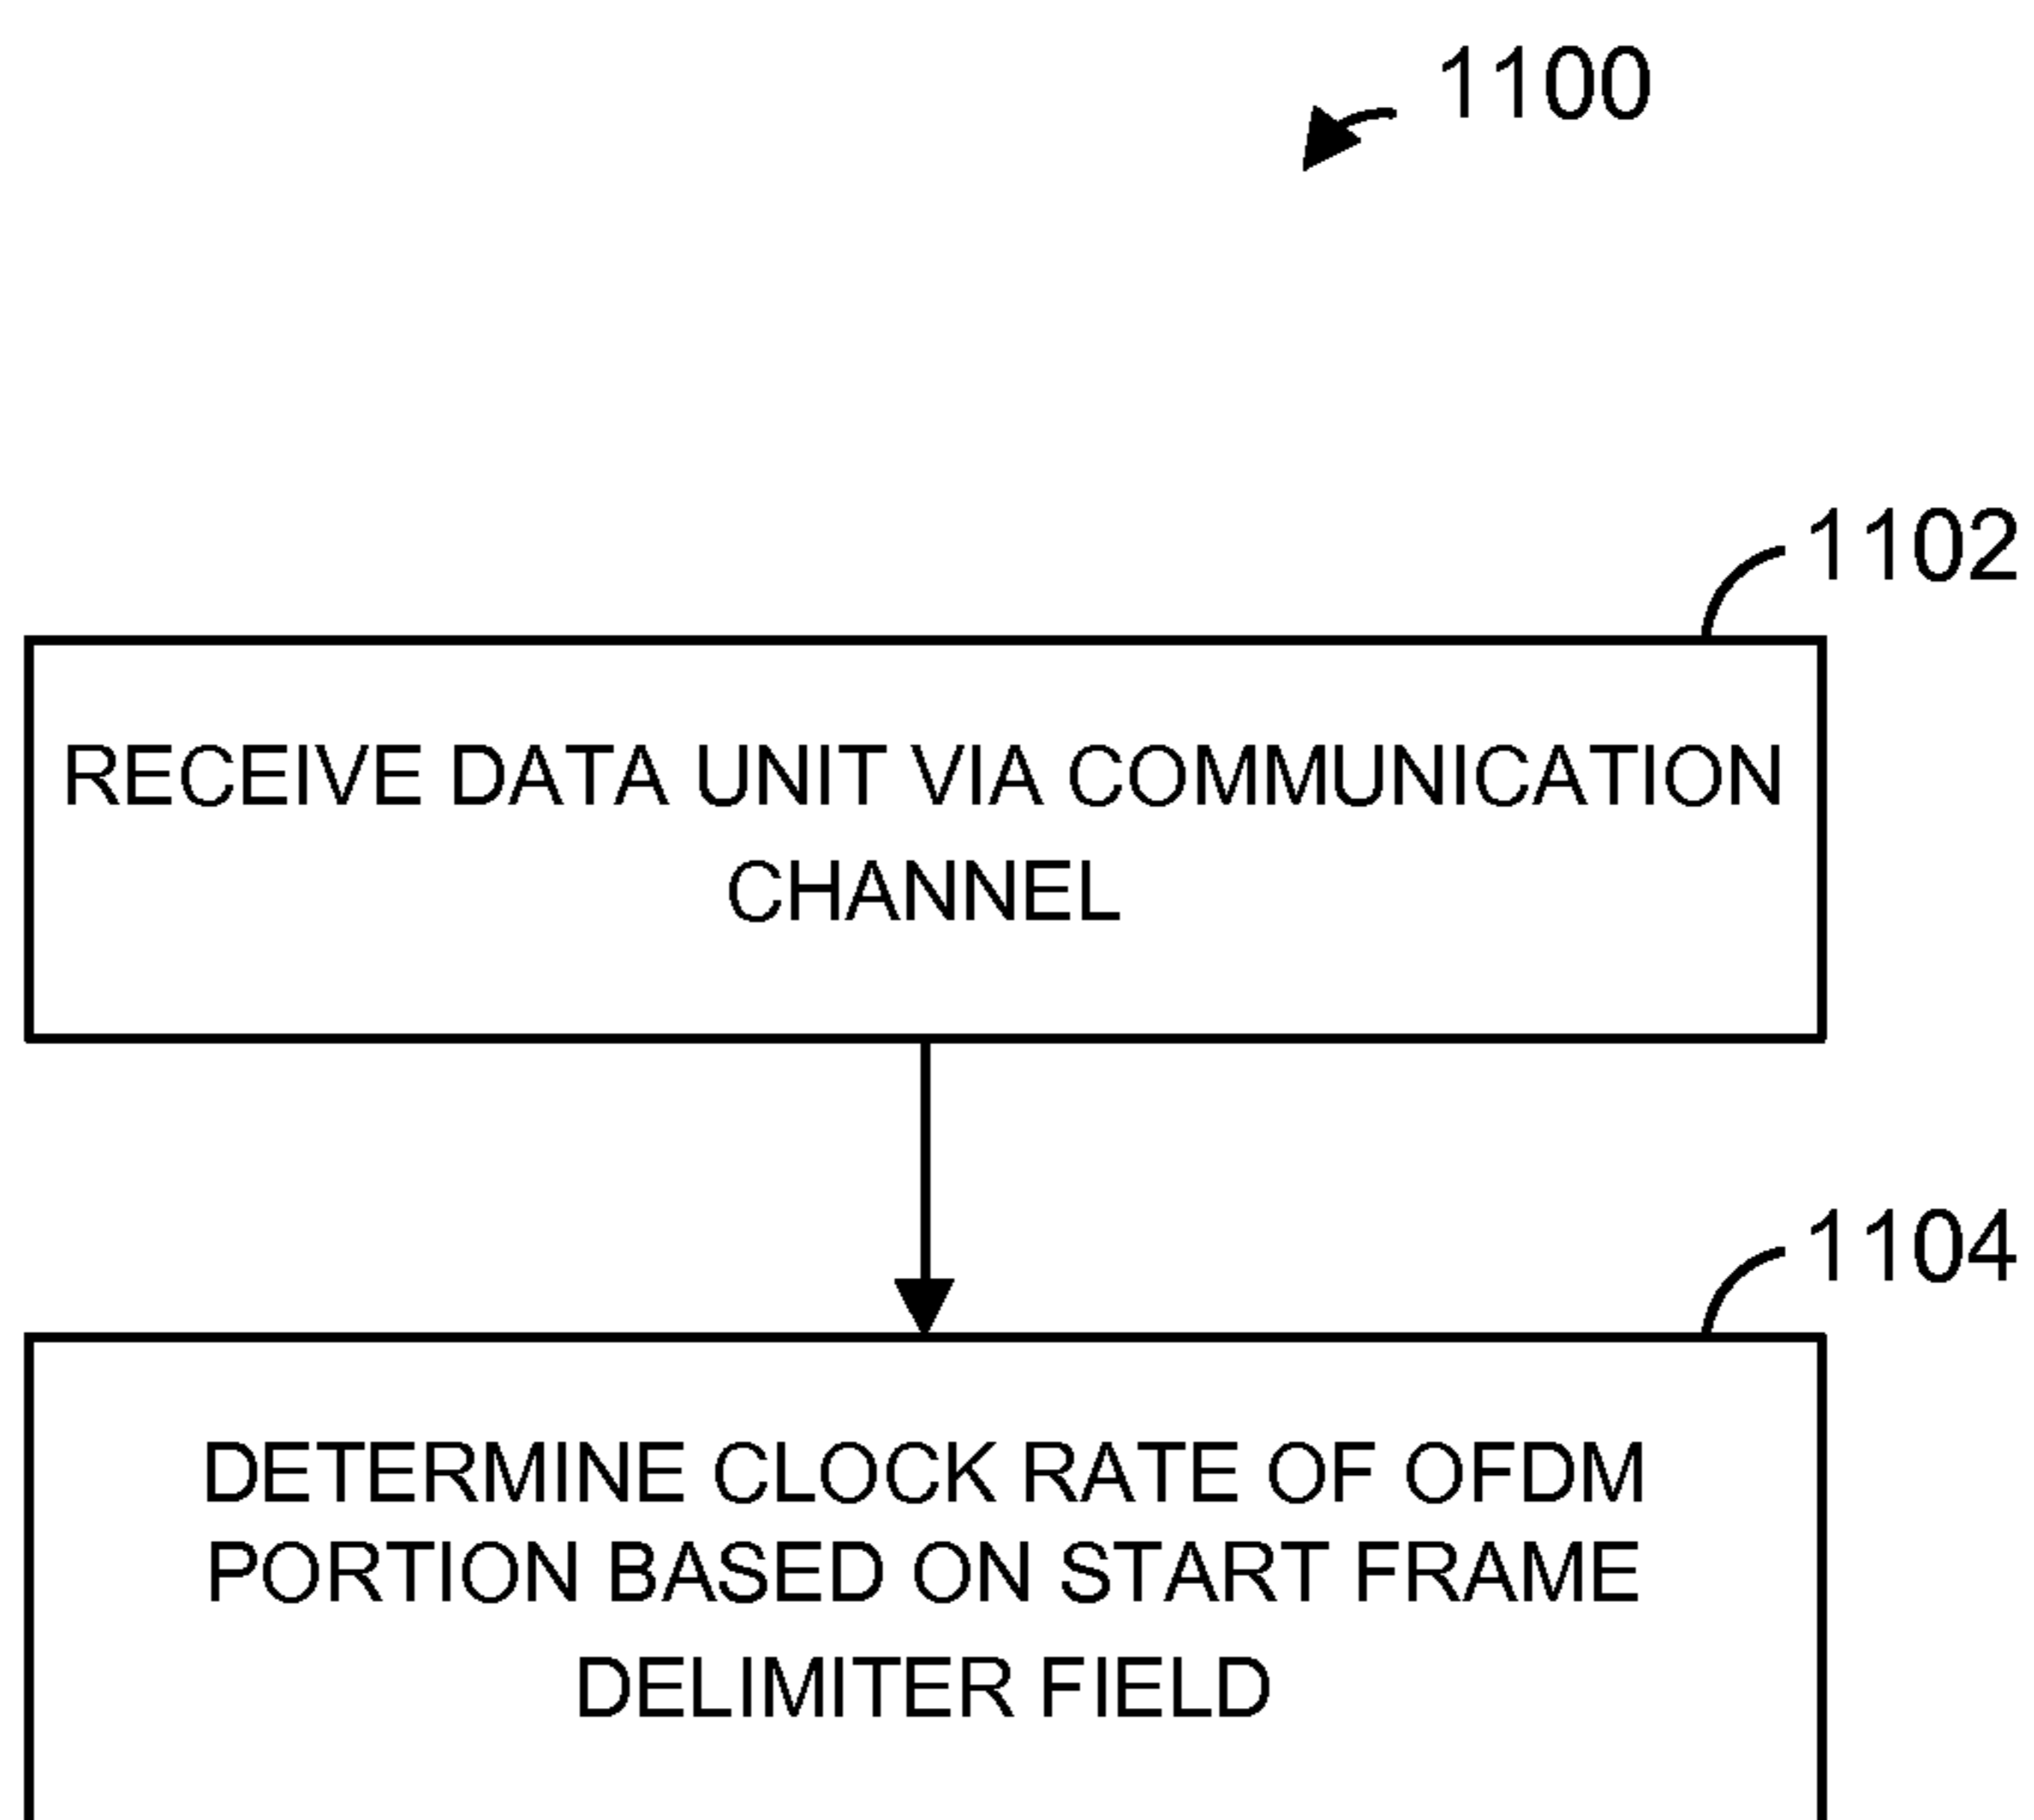 1100
1102
RECEIVE DATA UNIT VIA COMMUNICATION
CHANNEL
1104
DETERMINE CLOCK RATE OF OFDM
PORTION BASED ON START FRAME
DELIMITER FIELD